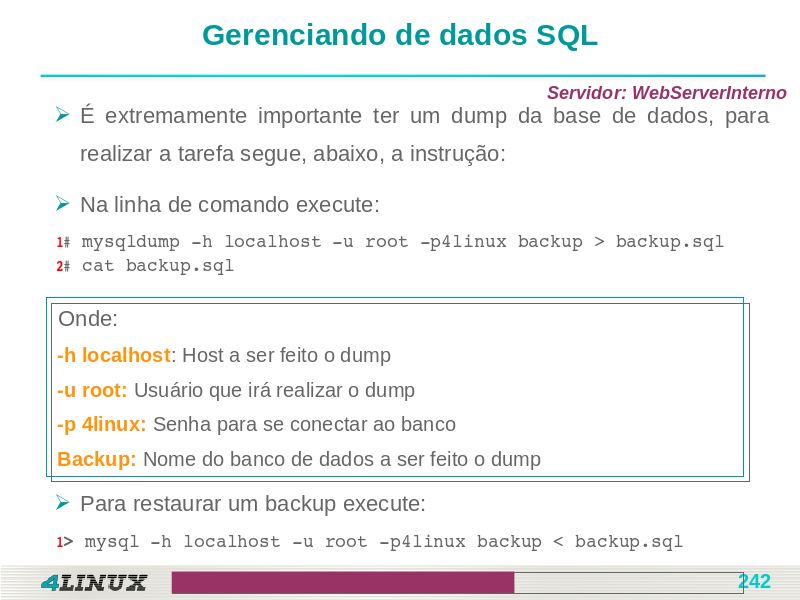 Gerenciando de dados SQL
Servidor: WebServerInterno
É extremamente importante ter um dump da base de dados, para
realizar a tarefa segue, abaixo, a instrução:
Na linha de comando execute:
1# mysqldump -h localhost -u root -p4linux backup > backup.sql
2# cat backup.sql
Onde:
-h localhost: Host a ser feito o dump
-u root: Usuário que irá realizar o dump
-p 4linux: Senha para se conectar ao banco
Backup: Nome do banco de dados a ser feito o dump
Para restaurar um backup execute:
1> mysql -h localhost -u root -p4linux backup < backup.sql
4LINUX
242